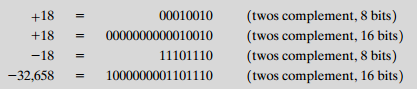 +18 = 00010010 (twos complement, 8 bits)
+18 = 0000000000010010 (twos complement, 16 bits)
−18 = 11101110 (twos complement, 8 bits)
−32,658 = 1000000001101110 (twos complement, 16 bits)